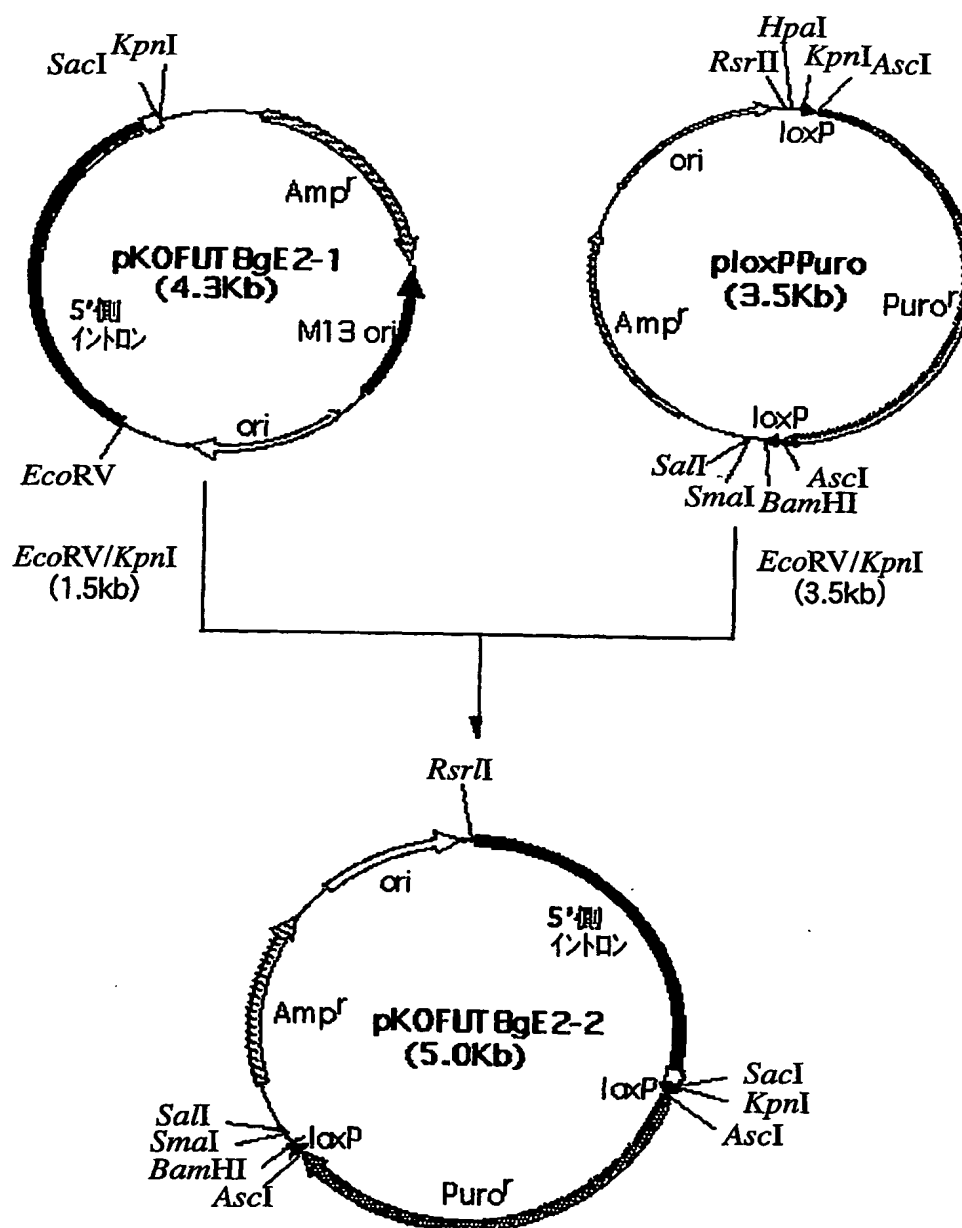 KpnI
SacI
Ampr
pKOFUT8gE2-1
(4.3Kb)
5'側
イントロン
M13 ori
ori
EcoRV
EcoRV/KpnI
(1.5kb)
HpaI
RsrII
KpnI
AscI
loxP
ori
ploxPPuro
(3.5Kb)
Ampr
Puror
loxP
SalI
SmaI
BamHI
AscI
EcoRV/KpnI
(3.5kb)
RsrlI
ori
5'側
イントロン
Ampr
pKOFUT8gE2-2
(5.0Kb)
loxP
SacI
KpnI
AscI
SalI
SmaI
BamHI
AscI
loxP
Puror